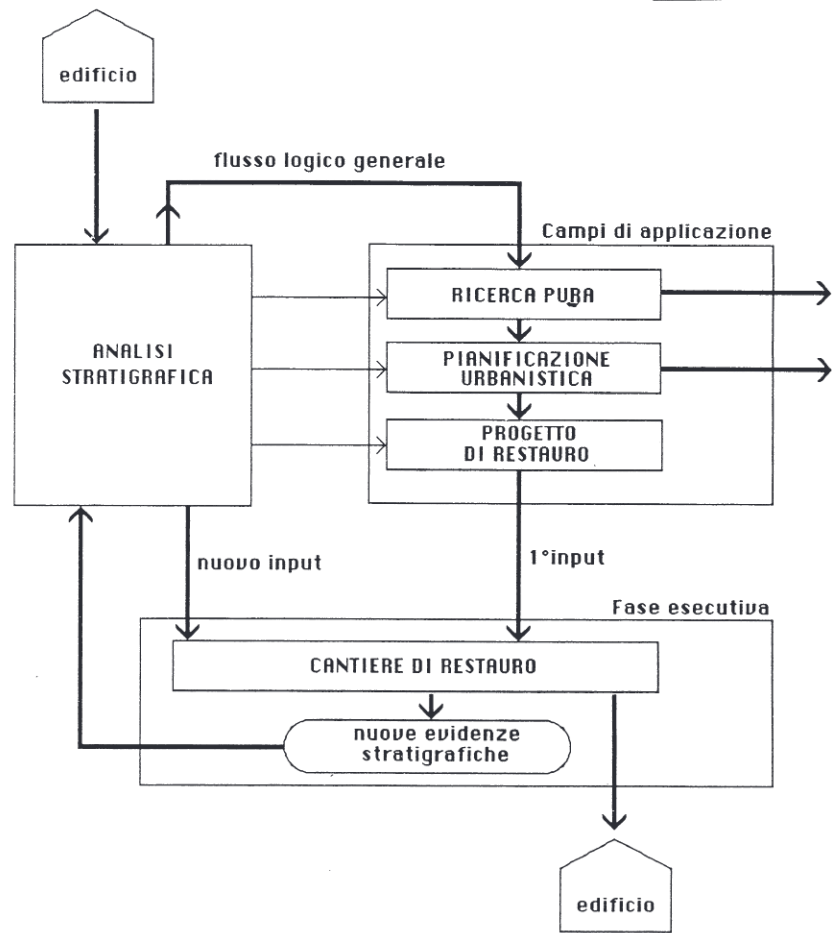 edificio
flusso logico generale
Campi di applicazione
RICERCA PURA
ANALISI
STRATIGRAFICA
PIANIFICAZIONE
URBANISTICA
PROGETTO
DI RESTAURO
nuovo input
1°input
Fase esecutiva
CANTIERE DI RESTAURO
nuove evidenze
stratigrafiche
edificio